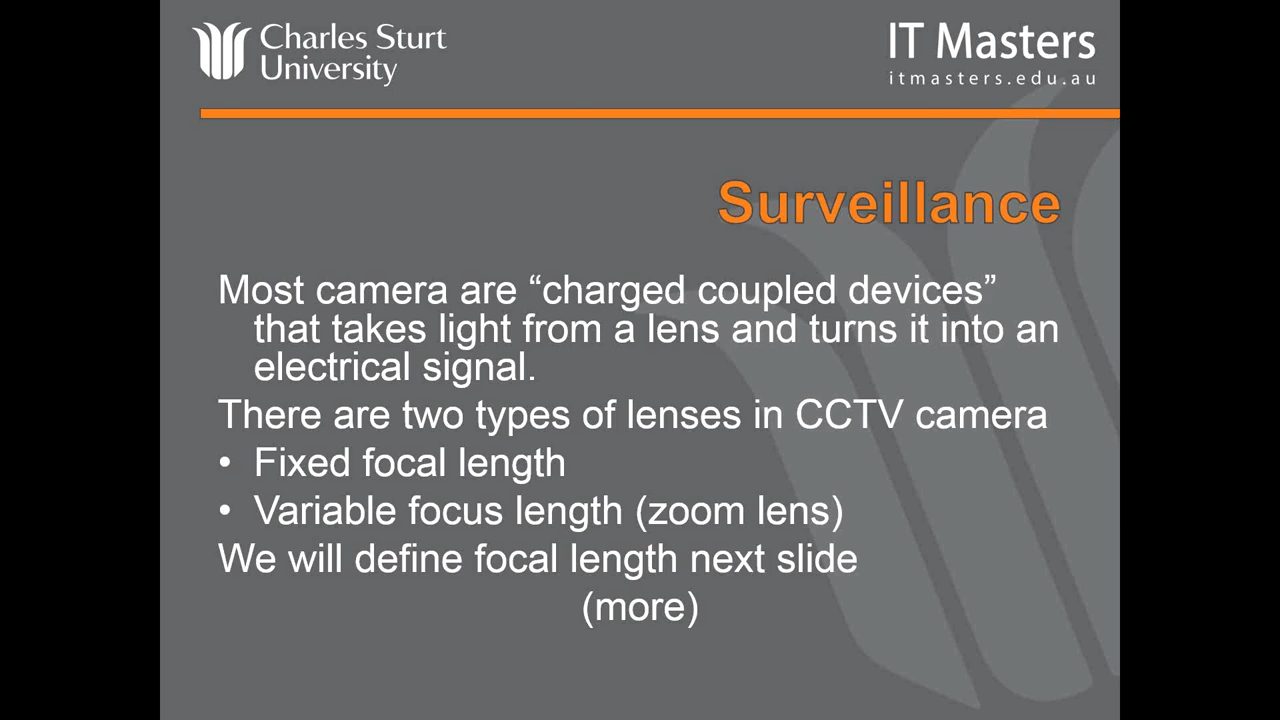 Charles Sturt
University
IT Masters
itmasters.edu.au
Surveillance
Most camera are “charged coupled devices”
that takes light from a lens and turns it into an
electrical signal.
There are two types of lenses in CCTV camera
• Fixed focal length
• Variable focus length (zoom lens)
We will define focal length next slide
(more)